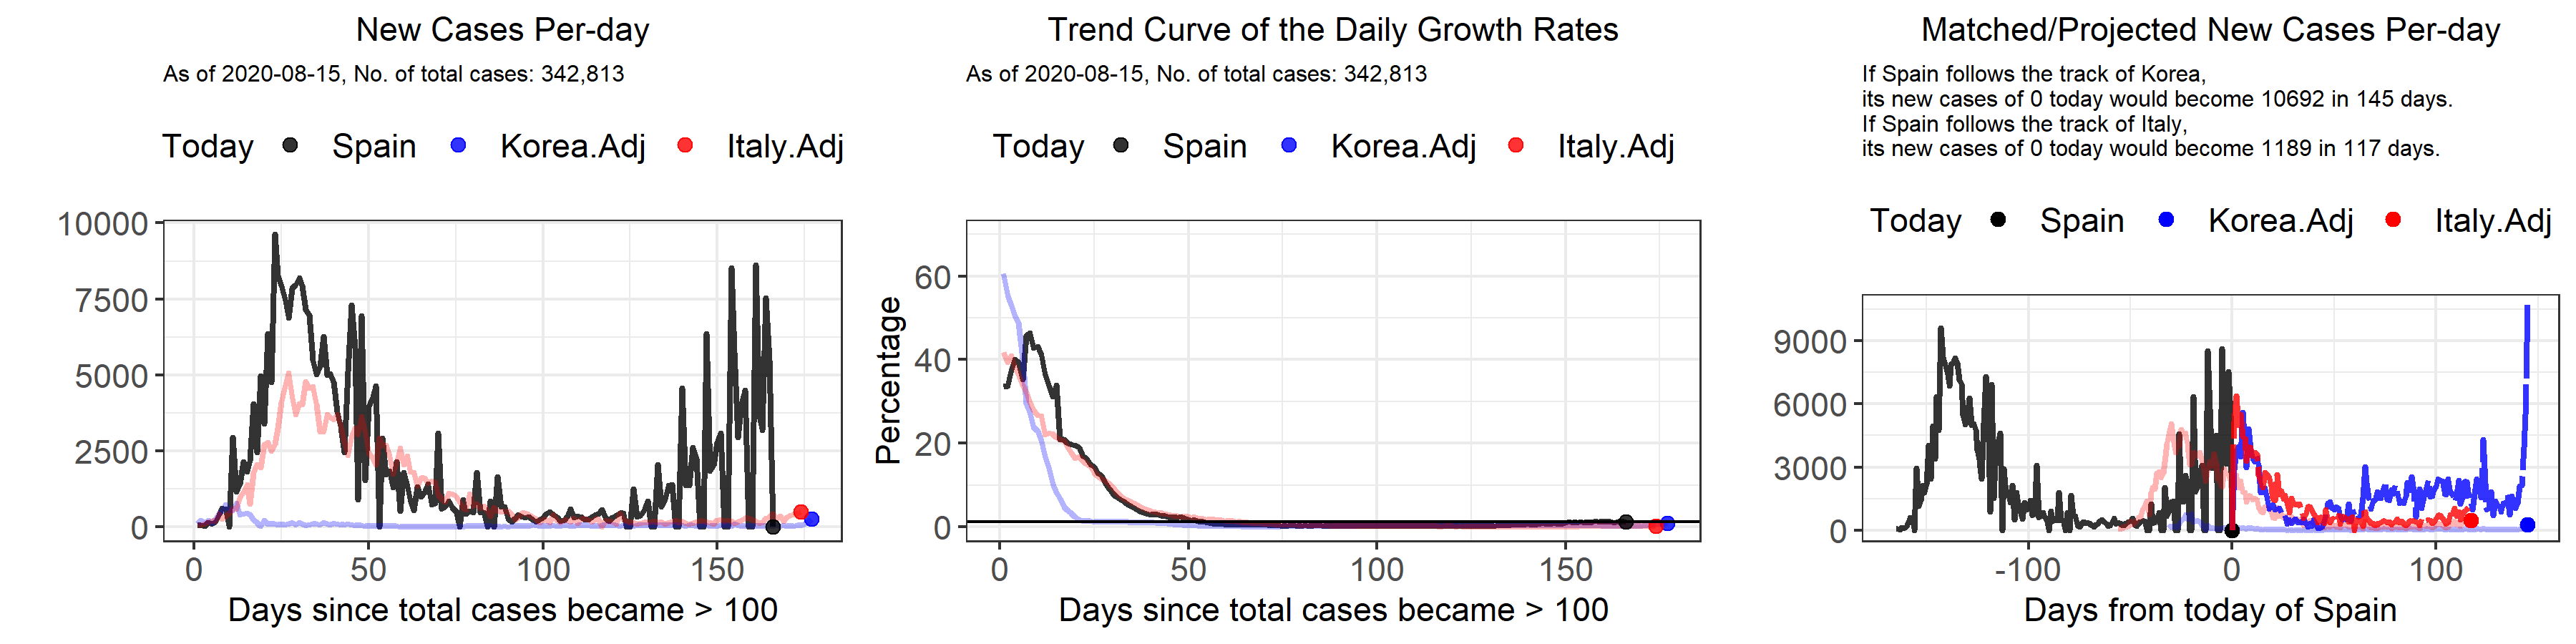 New Cases Per-day
As of 2020-08-15, No. of total cases: 342,813
Today Spain Korea.Adj Italy.Adj
10000
7500
5000
2500
0
0 50 100 150
Days since total cases became > 100
Trend Curve of the Daily Growth Rates
As of 2020-08-15, No. of total cases: 342,813
Today Spain Korea.Adj Italy.Adj
Percentage
60
40
20
0
0 50 100 150
Days since total cases became > 100
Matched/Projected New Cases Per-day
If Spain follows the track of Korea,
its new cases of 0 today would become 10692 in 145 days.
If Spain follows the track of Italy,
its new cases of 0 today would become 1189 in 117 days.
Today Spain Korea.Adj Italy.Adj
9000
6000
3000
0
-100 0 100
Days from today of Spain